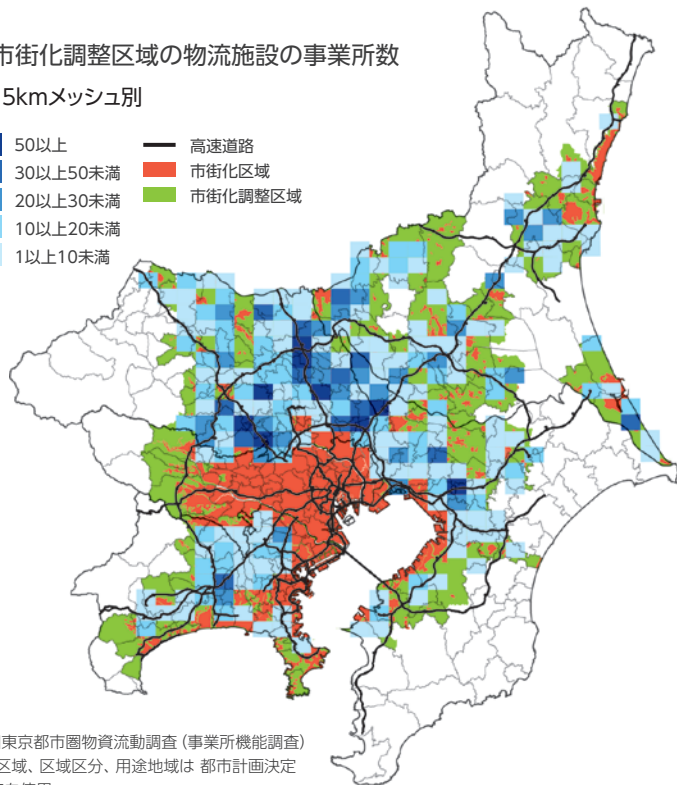 市街化調整区域の物流施設の事業所数
5kmメッシュ別
50以上
30以上50未満
20以上30未満
10以上20未満
1以上10未満
高速道路
市街化区域
市街化調整区域
東京都市圏物資流動調査（事業所機能調査）
区域、区域区分、用途地域は 都市計画決定